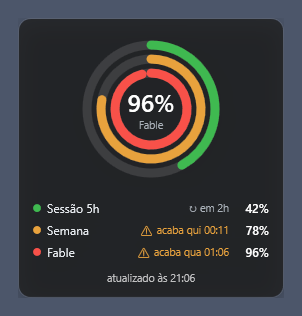 96%
Fable
Sessão 5h ↻ em 2h 42%
Semana ⚠ acaba qui 00:11 78%
Fable ⚠ acaba qua 01:06 96%
atualizado às 21:06